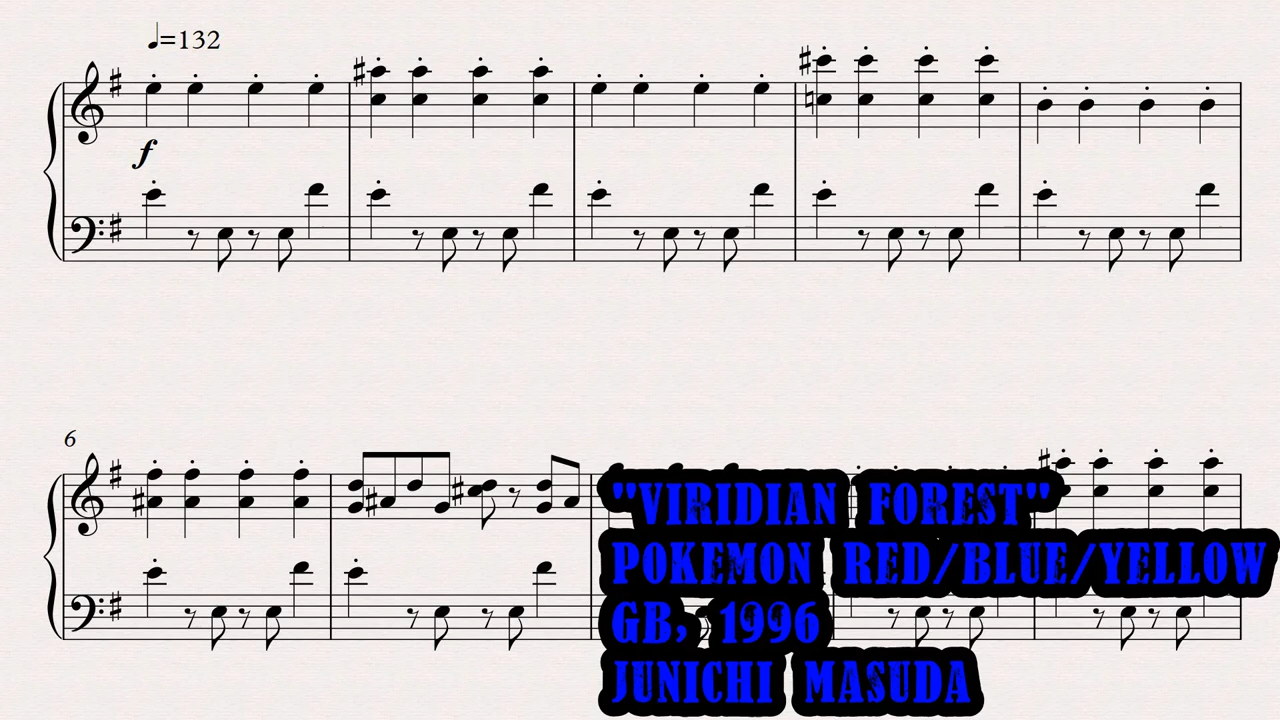 ♩=132
f
6
"VIRIDIAN FOREST"
POKEMON RED/BLUE/YELLOW
GB, 1996
JUNICHI MASUDA